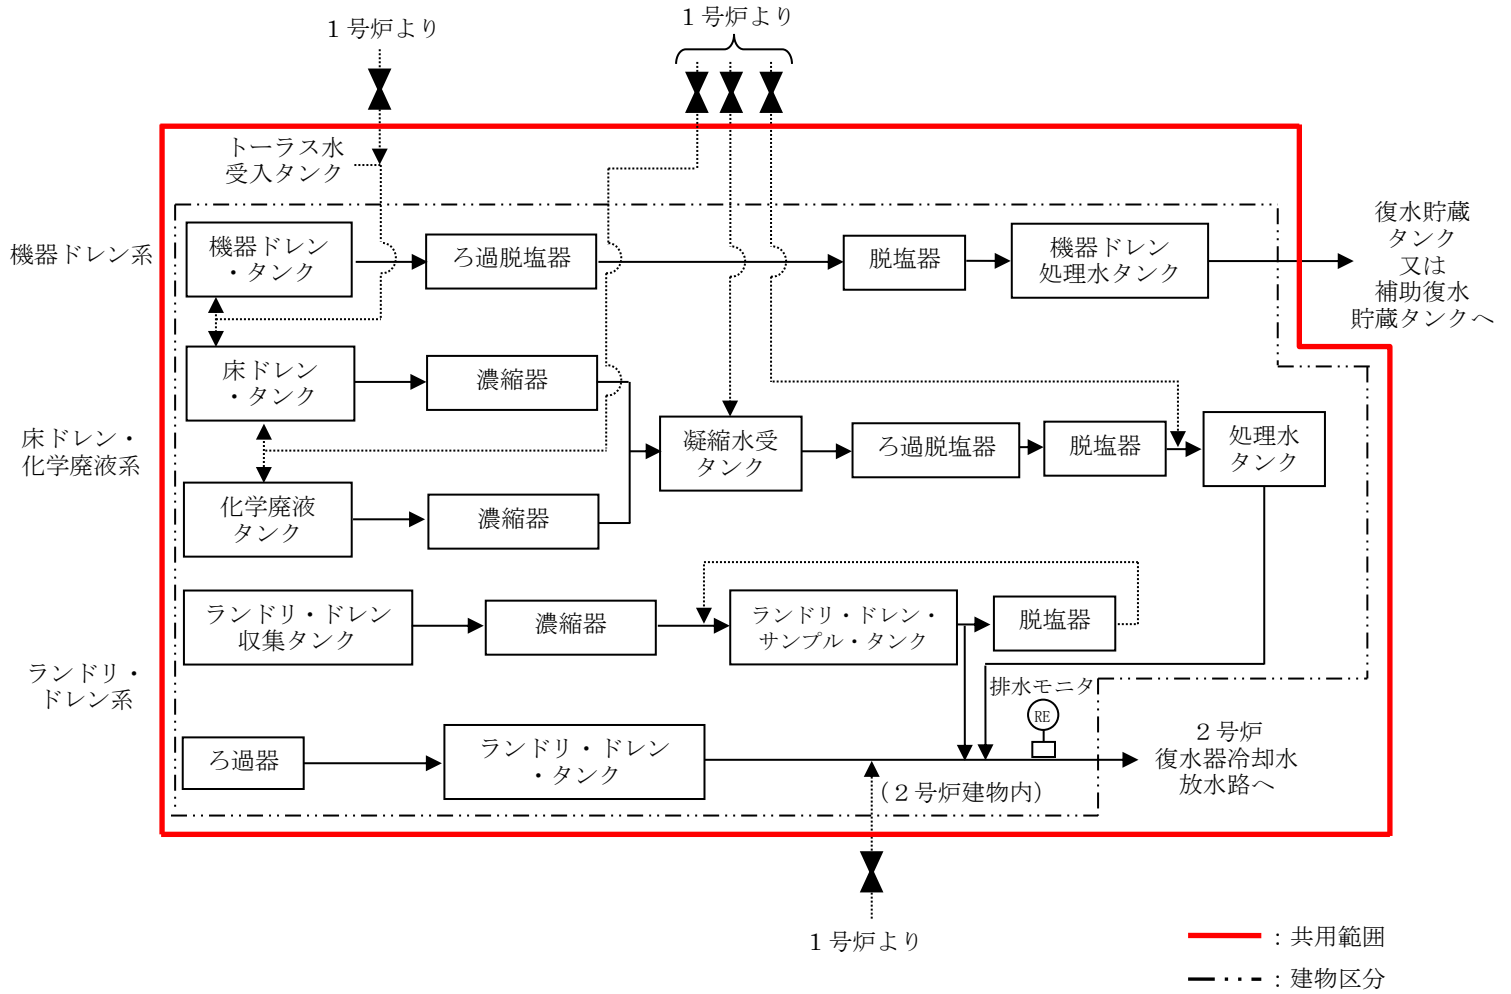 １号炉より
１号炉より
トーラス水
受入タンク
機器ドレン系
機器ドレン
・タンク
ろ過脱塩器
脱塩器
機器ドレン
処理水タンク
復水貯蔵
タンク
又は
補助復水
貯蔵タンクへ
床ドレン
・タンク
濃縮器
床ドレン・
化学廃液系
凝縮水受
タンク
ろ過脱塩器
脱塩器
処理水
タンク
化学廃液
タンク
濃縮器
ランドリ・ドレン
収集タンク
濃縮器
ランドリ・ドレン・
サンプル・タンク
脱塩器
ランドリ・
ドレン系
排水モニタ
RE
ろ過器
ランドリ・ドレン
・タンク
（２号炉建物内）
２号炉
復水器冷却水
放水路へ
１号炉より
：共用範囲
：建物区分